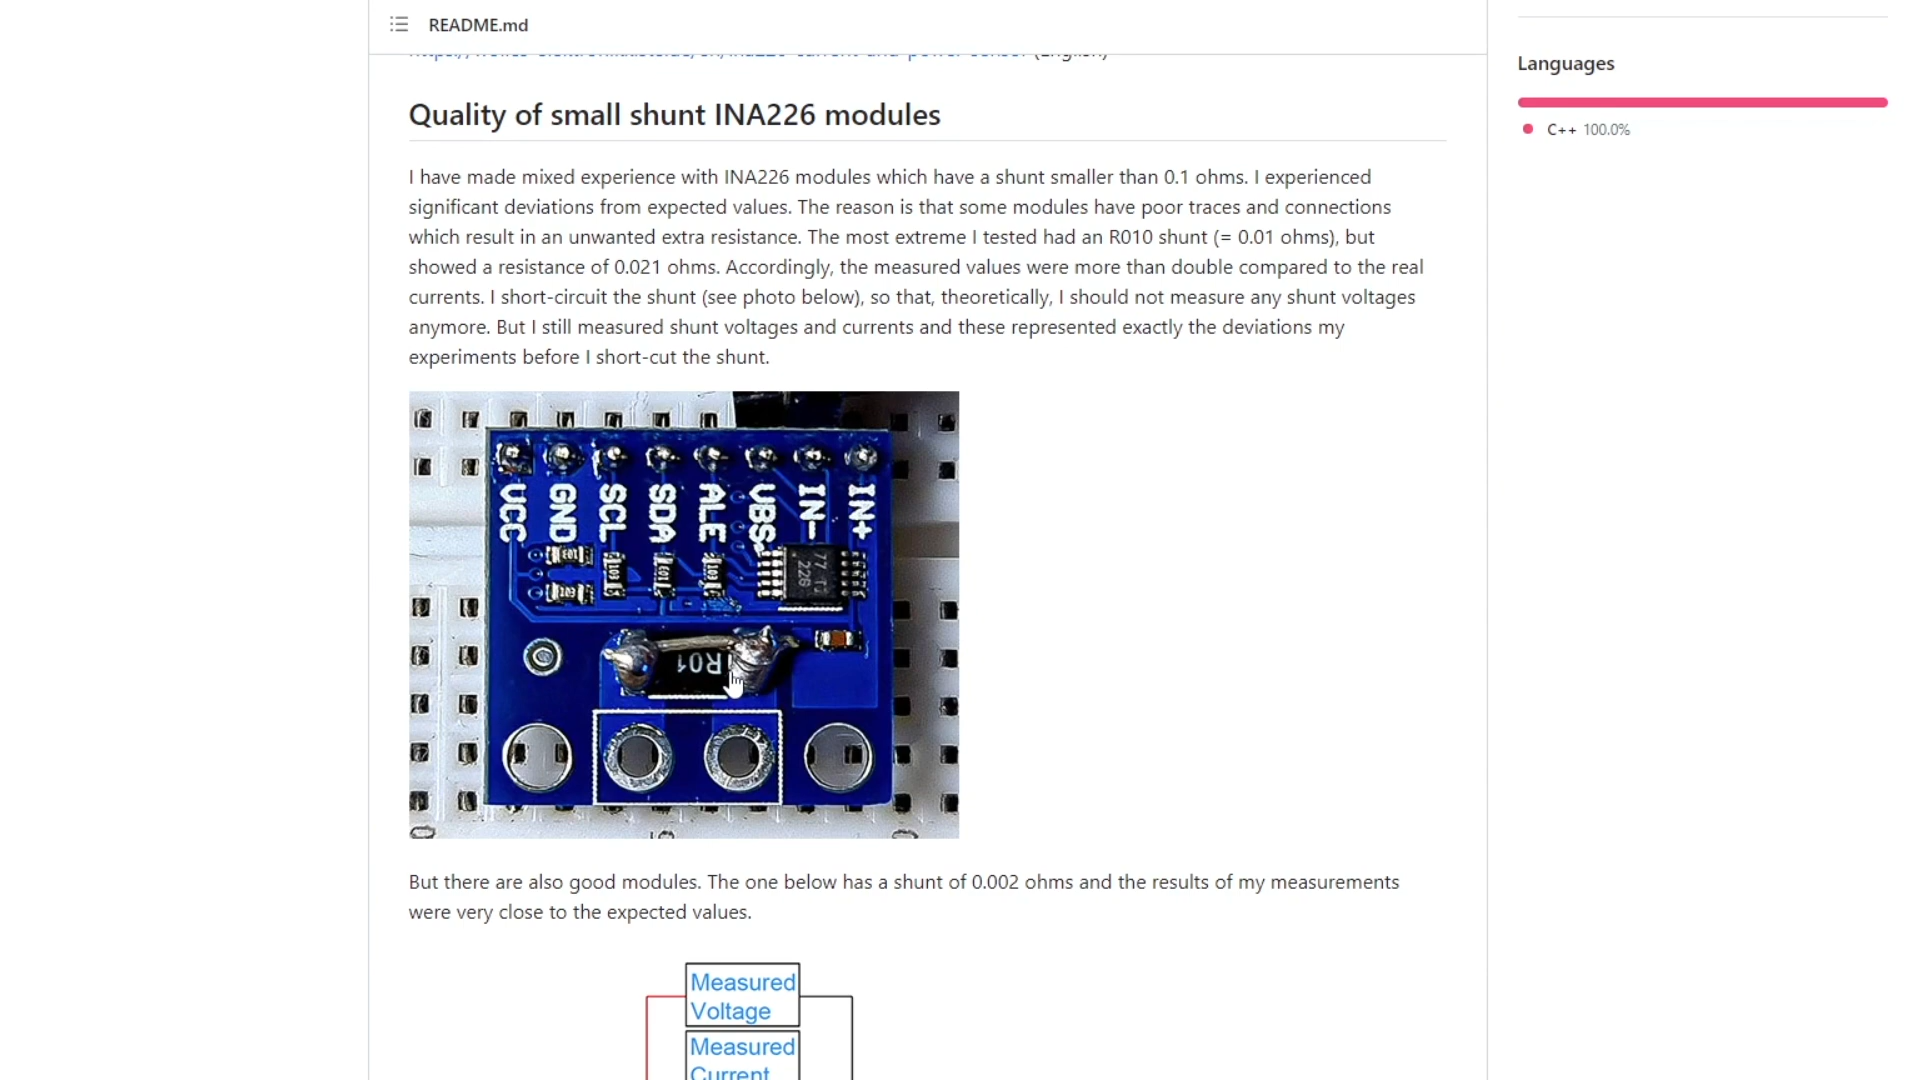 README.md
(English)
Languages
C++ 100.0%
Quality of small shunt INA226 modules
I have made mixed experience with INA226 modules which have a shunt smaller than 0.1 ohms. I experienced
significant deviations from expected values. The reason is that some modules have poor traces and connections
which result in an unwanted extra resistance. The most extreme I tested had an R010 shunt (= 0.01 ohms), but
showed a resistance of 0.021 ohms. Accordingly, the measured values were more than double compared to the real
currents. I short-circuit the shunt (see photo below), so that, theoretically, I should not measure any shunt voltages
anymore. But I still measured shunt voltages and currents and these represented exactly the deviations my
experiments before I short-cut the shunt.
VCC
GND
SCL
SDA
ALE
VBS
IN-
IN+
103
103
103
103
103
226
R01
But there are also good modules. The one below has a shunt of 0.002 ohms and the results of my measurements
were very close to the expected values.
Measured
Voltage
Measured
Current